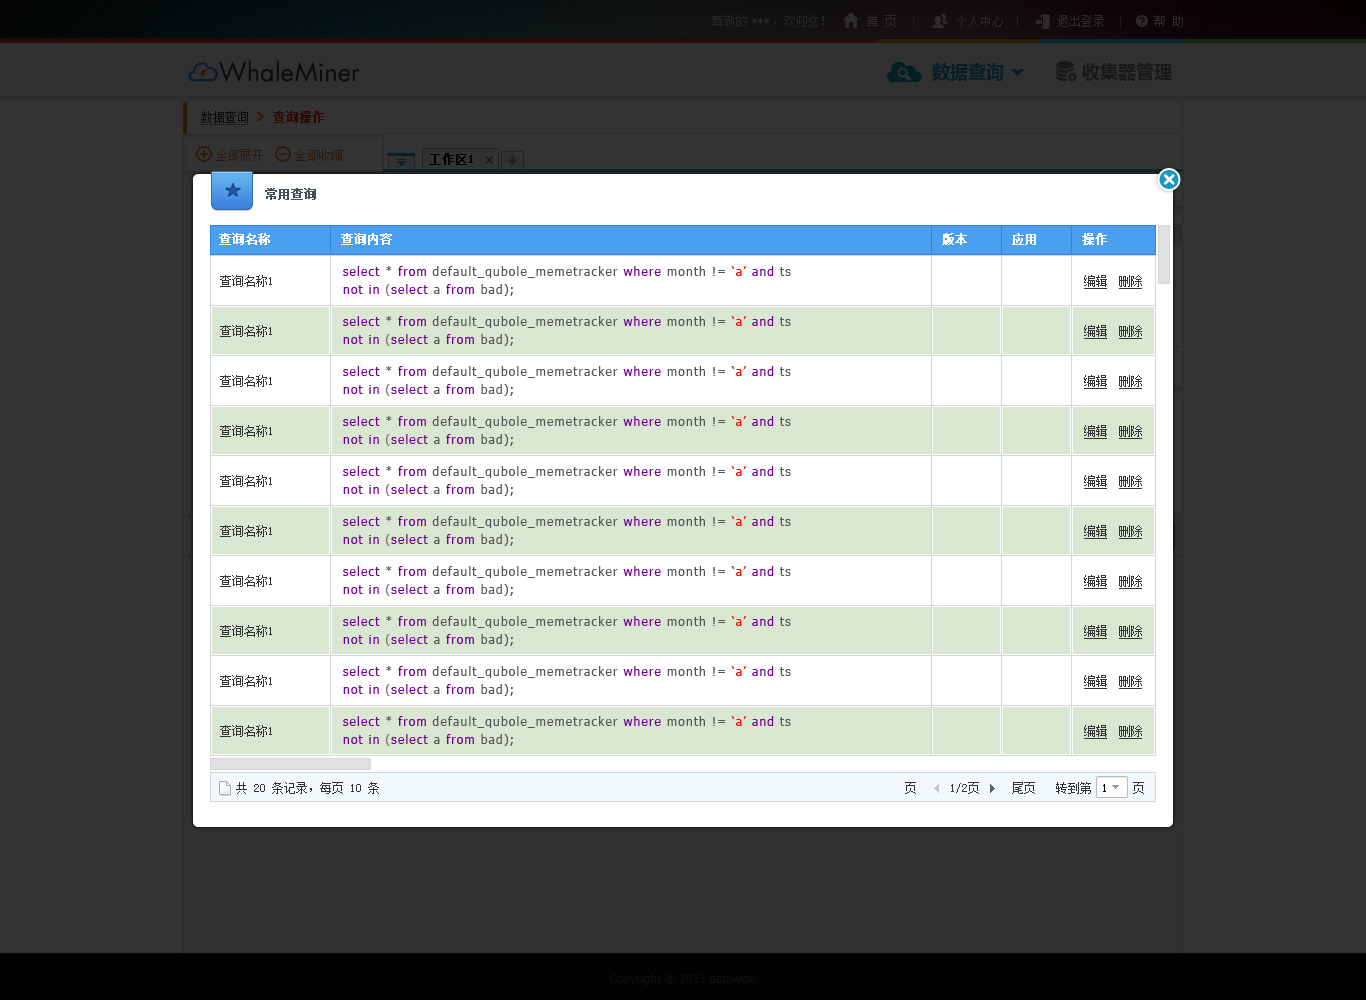 尊敬的 ***，欢迎您！ 首 页 | 个人中心 | 退出登录 | 帮 助
WhaleMiner 数据查询 收集器管理
数据查询 查询操作
全部展开 全部收缩 工作区1
常用查询
查询名称 查询内容 版本 应用 操作
查询名称1 select * from default_qubole_memetracker where month != ‘a’ and ts 编辑 删除
not in (select a from bad);
查询名称1 select * from default_qubole_memetracker where month != ‘a’ and ts 编辑 删除
not in (select a from bad);
查询名称1 select * from default_qubole_memetracker where month != ‘a’ and ts 编辑 删除
not in (select a from bad);
查询名称1 select * from default_qubole_memetracker where month != ‘a’ and ts 编辑 删除
not in (select a from bad);
查询名称1 select * from default_qubole_memetracker where month != ‘a’ and ts 编辑 删除
not in (select a from bad);
查询名称1 select * from default_qubole_memetracker where month != ‘a’ and ts 编辑 删除
not in (select a from bad);
查询名称1 select * from default_qubole_memetracker where month != ‘a’ and ts 编辑 删除
not in (select a from bad);
查询名称1 select * from default_qubole_memetracker where month != ‘a’ and ts 编辑 删除
not in (select a from bad);
查询名称1 select * from default_qubole_memetracker where month != ‘a’ and ts 编辑 删除
not in (select a from bad);
查询名称1 select * from default_qubole_memetracker where month != ‘a’ and ts 编辑 删除
not in (select a from bad);
共 20 条记录，每页 10 条 页 1/2页 尾页 转到第 1 页
Copyright © 2013 datawise